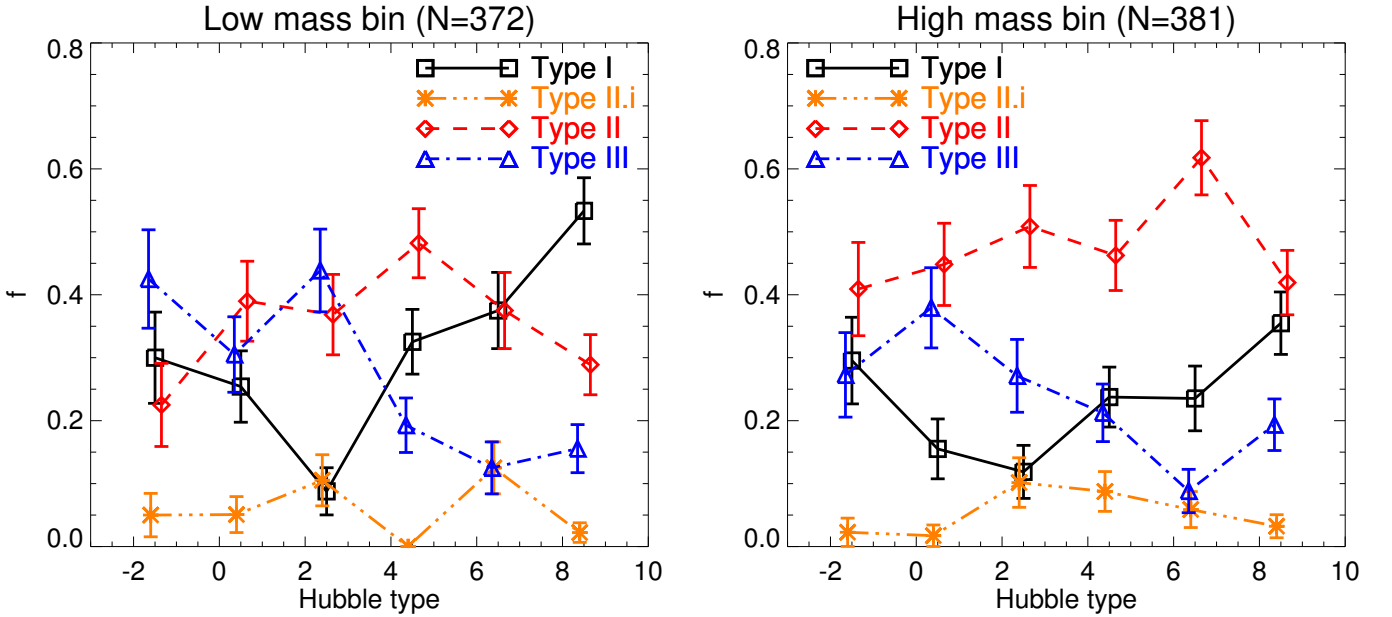 Low mass bin (N=372)
0.8
0.6
0.4
0.2
0.0
f
Type I
Type II.i
Type II
Type III
-2 0 2 4 6 8 10
Hubble type
High mass bin (N=381)
0.8
0.6
0.4
0.2
0.0
f
Type I
Type II.i
Type II
Type III
-2 0 2 4 6 8 10
Hubble type